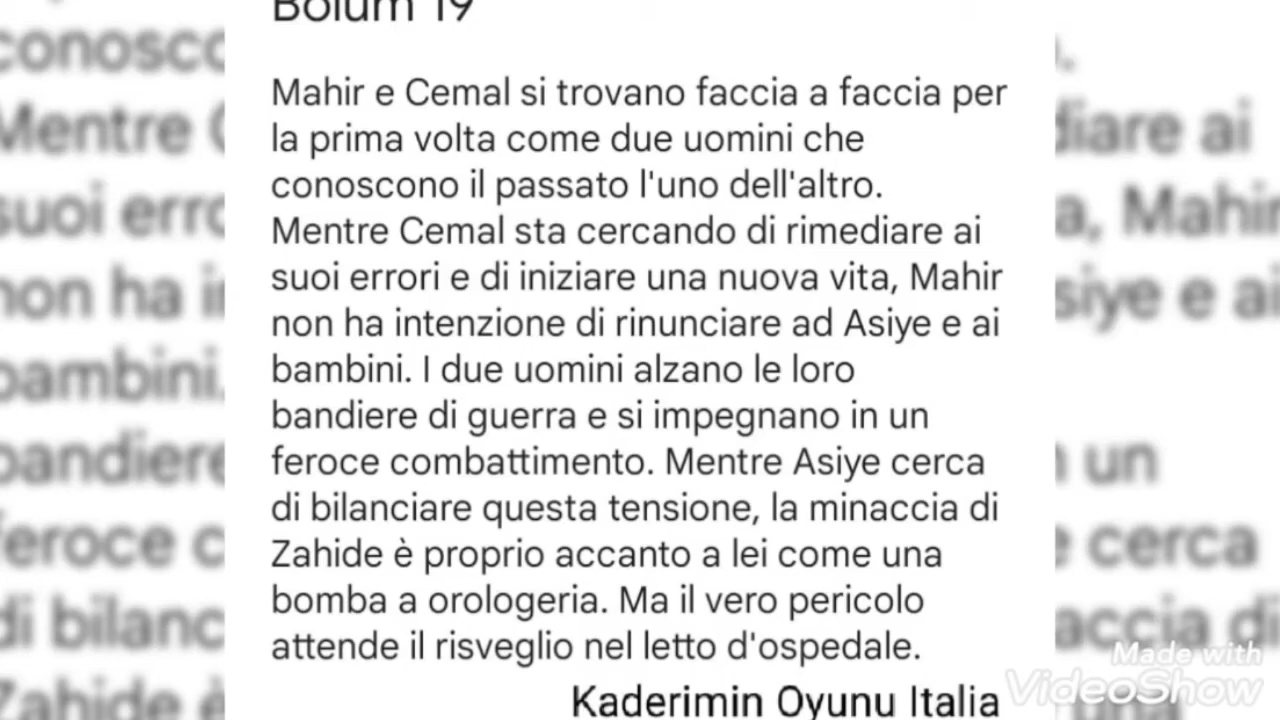 Bölüm 19
Mahir e Cemal si trovano faccia a faccia per
la prima volta come due uomini che
conoscono il passato l'uno dell'altro.
Mentre Cemal sta cercando di rimediare ai
suoi errori e di iniziare una nuova vita, Mahir
non ha intenzione di rinunciare ad Asiye e ai
bambini. I due uomini alzano le loro
bandiere di guerra e si impegnano in un
feroce combattimento. Mentre Asiye cerca
di bilanciare questa tensione, la minaccia di
Zahide è proprio accanto a lei come una
bomba a orologeria. Ma il vero pericolo
attende il risveglio nel letto d'ospedale.
Kaderimin Oyunu Italia
Made with
VideoShow